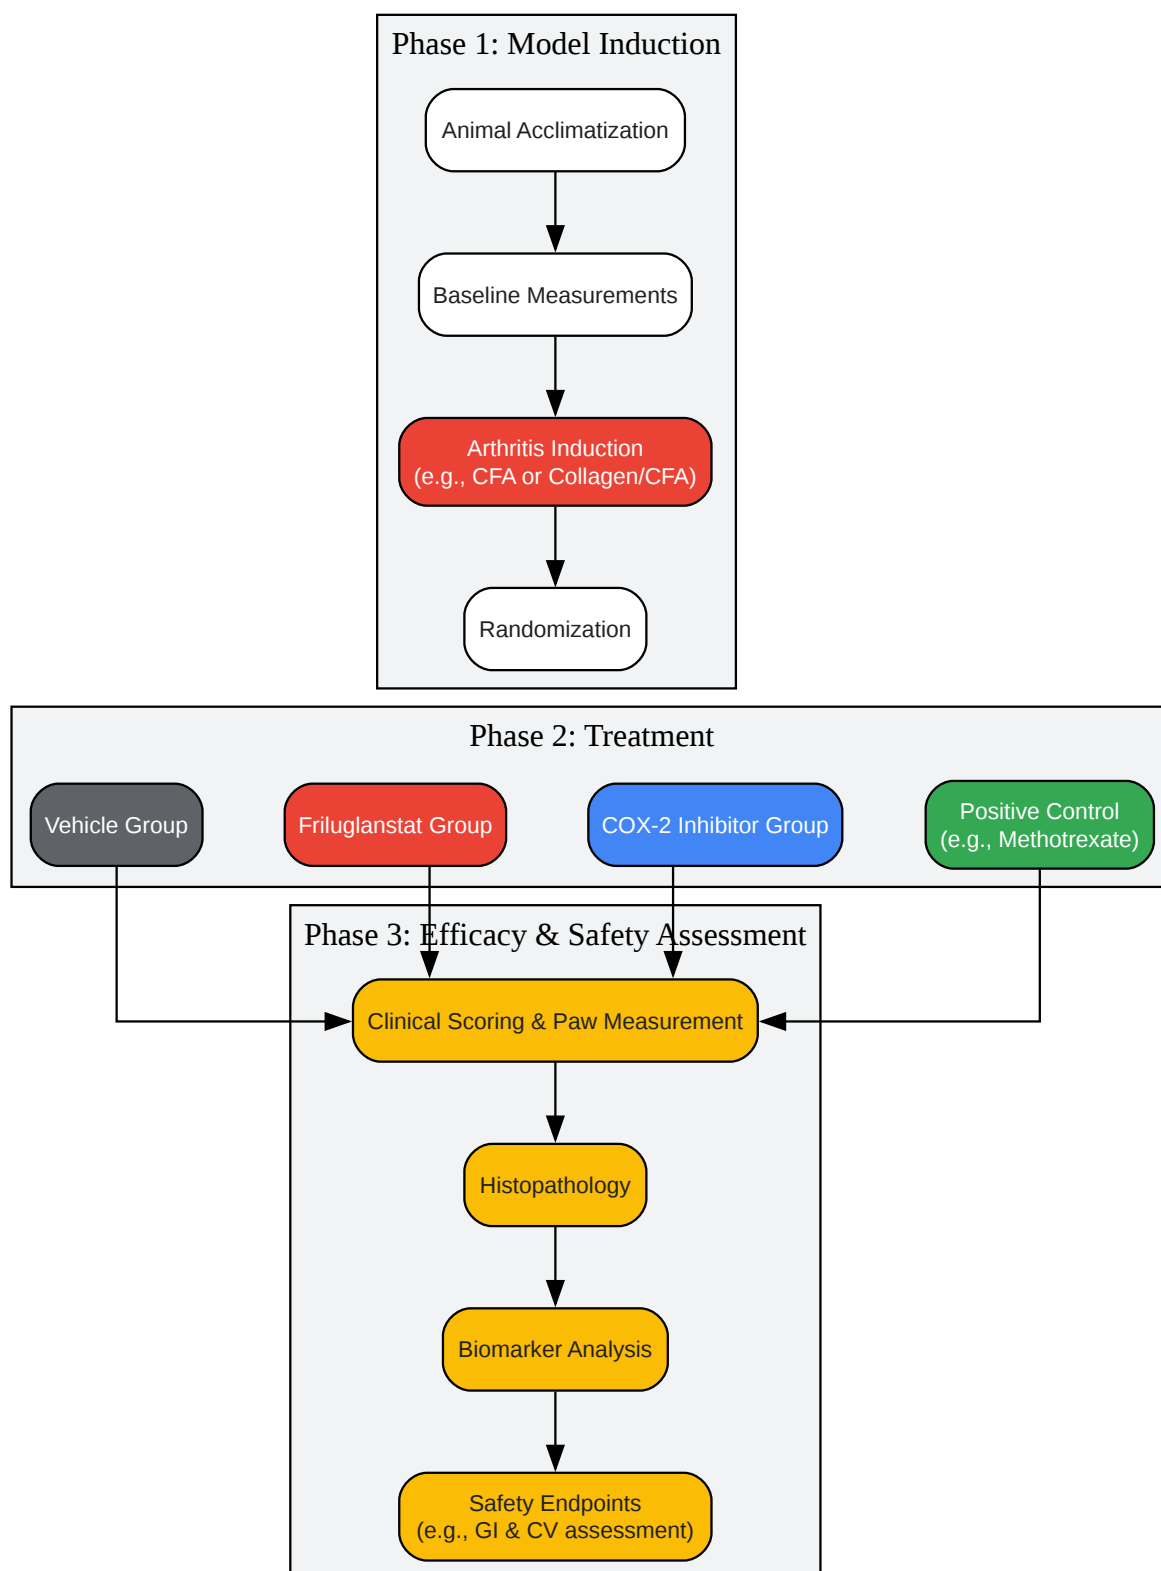 Phase 1: Model Induction
Animal Acclimatization
Baseline Measurements
Arthritis Induction
(e.g., CFA or Collagen/CFA)
Randomization
Phase 2: Treatment
Vehicle Group
Friluglanstat Group
COX-2 Inhibitor Group
Positive Control
(e.g., Methotrexate)
Phase 3: Efficacy & Safety Assessment
Clinical Scoring & Paw Measurement
Histopathology
Biomarker Analysis
Safety Endpoints
(e.g., GI & CV assessment)